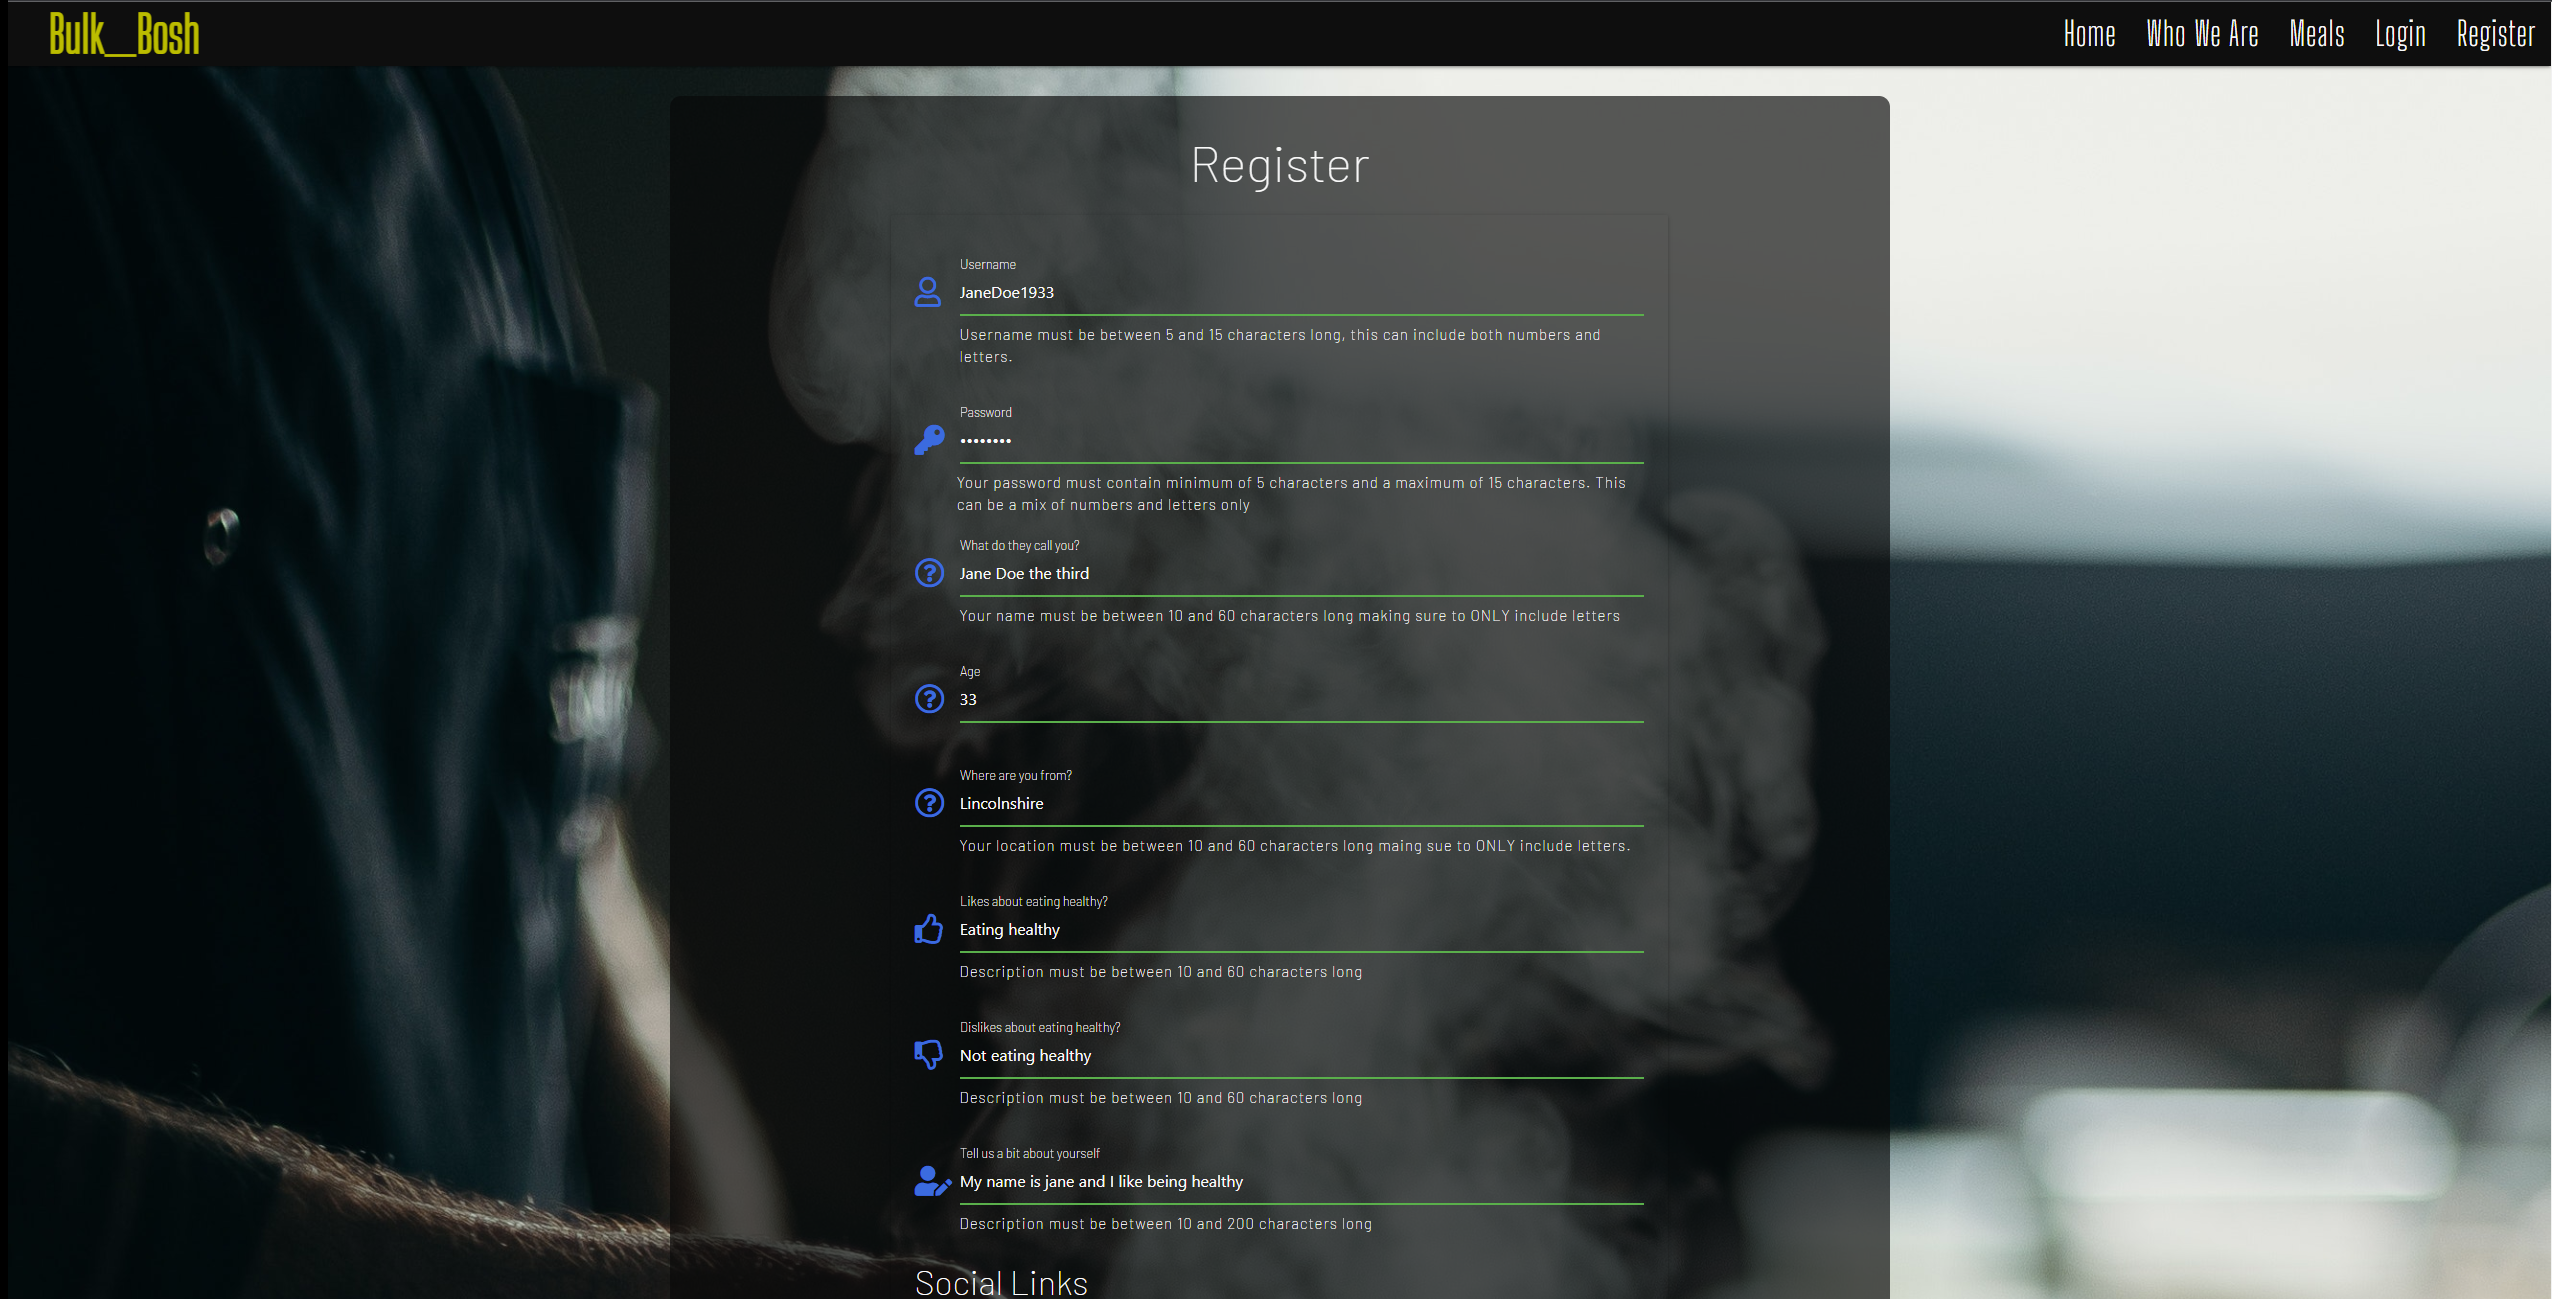 Bulk__Bosh
Home Who We Are Meals Login Register
Register
Username
JaneDoe1933
Username must be between 5 and 15 characters long, this can include both numbers and
letters.
Password
••••••••
Your password must contain minimum of 5 characters and a maximum of 15 characters. This
can be a mix of numbers and letters only
What do they call you?
Jane Doe the third
Your name must be between 10 and 60 characters long making sure to ONLY include letters
Age
33
Where are you from?
Lincolnshire
Your location must be between 10 and 60 characters long maing sue to ONLY include letters.
Likes about eating healthy?
Eating healthy
Description must be between 10 and 60 characters long
Dislikes about eating healthy?
Not eating healthy
Description must be between 10 and 60 characters long
Tell us a bit about yourself
My name is jane and I like being healthy
Description must be between 10 and 200 characters long
Social Links